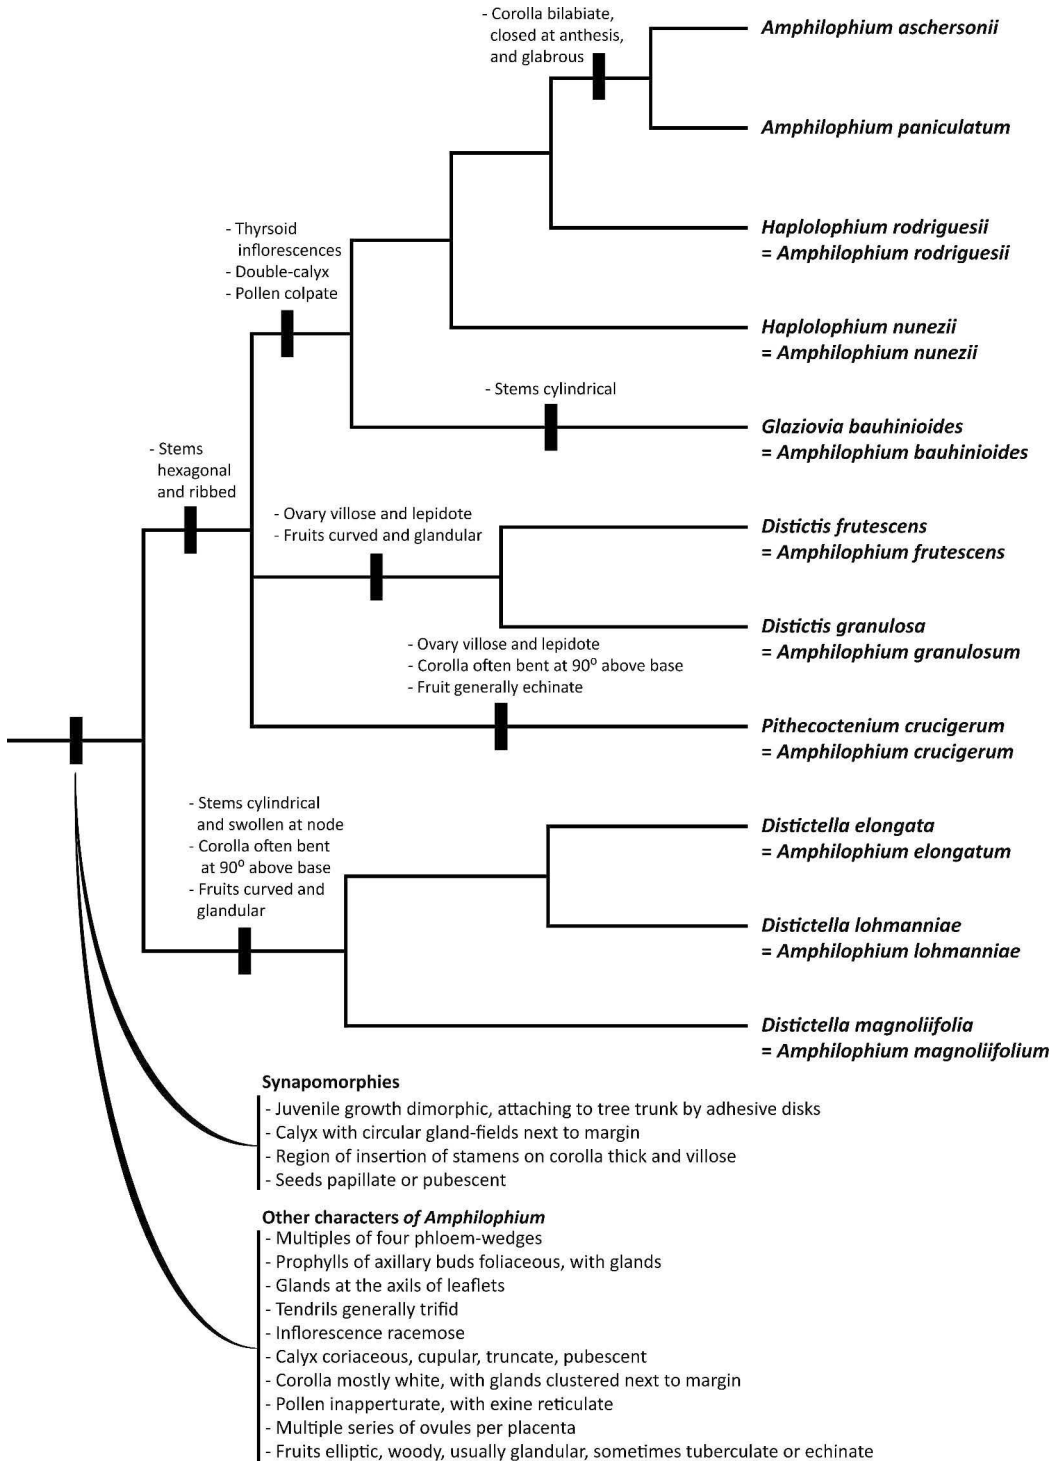 - Corolla bilabiate,
closed at anthesis,
and glabrous
Amphilophium aschersonii
Amphilophium paniculatum
- Thyrsoid
inflorescences
- Double-calyx
- Pollen colpate
Haplolophium rodriguesii
= Amphilophium rodriguesii
Haplolophium nunezii
= Amphilophium nunezii
- Stems cylindrical
Glaziovia bauhinioides
= Amphilophium bauhinioides
- Stems
hexagonal
and ribbed
- Ovary villose and lepidote
- Fruits curved and glandular
Distictis frutescens
= Amphilophium frutescens
Distictis granulosa
= Amphilophium granulosum
- Ovary villose and lepidote
- Corolla often bent at 90º above base
- Fruit generally echinate
Pithecoctenium crucigerum
= Amphilophium crucigerum
- Stems cylindrical
and swollen at node
- Corolla often bent
at 90º above base
- Fruits curved and
glandular
Distictella elongata
= Amphilophium elongatum
Distictella lohmanniae
= Amphilophium lohmanniae
Distictella magnoliifolia
= Amphilophium magnoliifolium
Synapomorphies
- Juvenile growth dimorphic, attaching to tree trunk by adhesive disks
- Calyx with circular gland-fields next to margin
- Region of insertion of stamens on corolla thick and villose
- Seeds papillate or pubescent
Other characters of Amphilophium
- Multiples of four phloem-wedges
- Prophylls of axillary buds foliaceous, with glands
- Glands at the axils of leaflets
- Tendrils generally trifid
- Inflorescence racemose
- Calyx coriaceous, cupular, truncate, pubescent
- Corolla mostly white, with glands clustered next to margin
- Pollen inapperturate, with exine reticulate
- Multiple series of ovules per placenta
- Fruits elliptic, woody, usually glandular, sometimes tuberculate or echinate